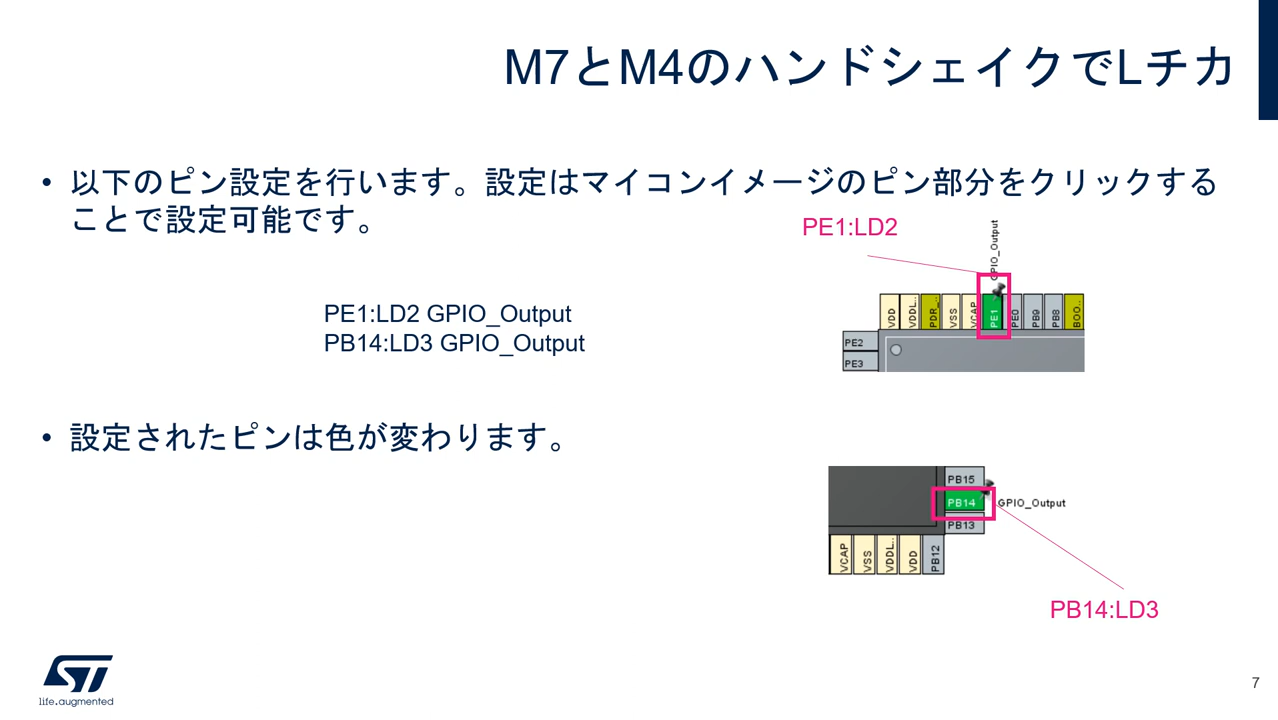 M7とM4のハンドシェイクでLチカ
• 以下のピン設定を行います。設定はマイコンイメージのピン部分をクリックする
ことで設定可能です。
PE1:LD2
GPIO_Output
PE1:LD2 GPIO_Output
PB14:LD3 GPIO_Output
VDD
VDDL..
PDR_..
VSS
VCAP
PE1
PE0
PB9
PB8
BOO..
PE2
PE3
• 設定されたピンは色が変わります。
PB15
PB14
GPIO_Output
PB13
VCAP
VSS
VDDL..
VDD
PB12
PB14:LD3
ST
life.augmented
7